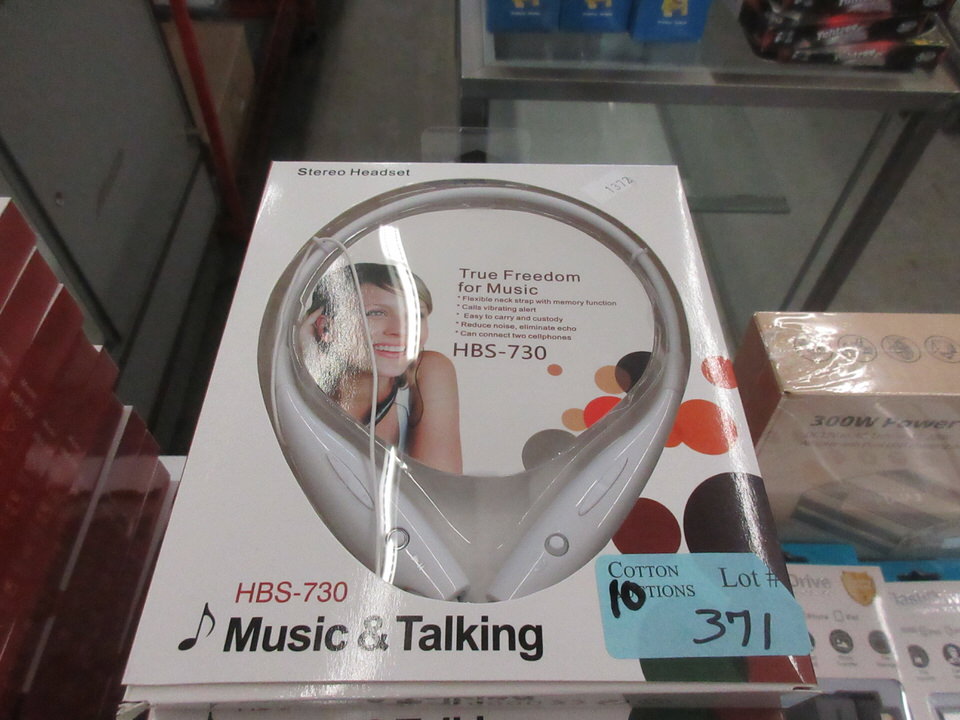 Stereo Headset
1372
True Freedom
for Music
* Flexible neck strap with memory function
* Calls vibrating alert
* Easy to carry and custody
* Reduce noise, eliminate echo
* Can connect two cellphones
HBS-730
300W Power
COTTON
Lot #
10
371
HBS-730
Music & Talking
Drive